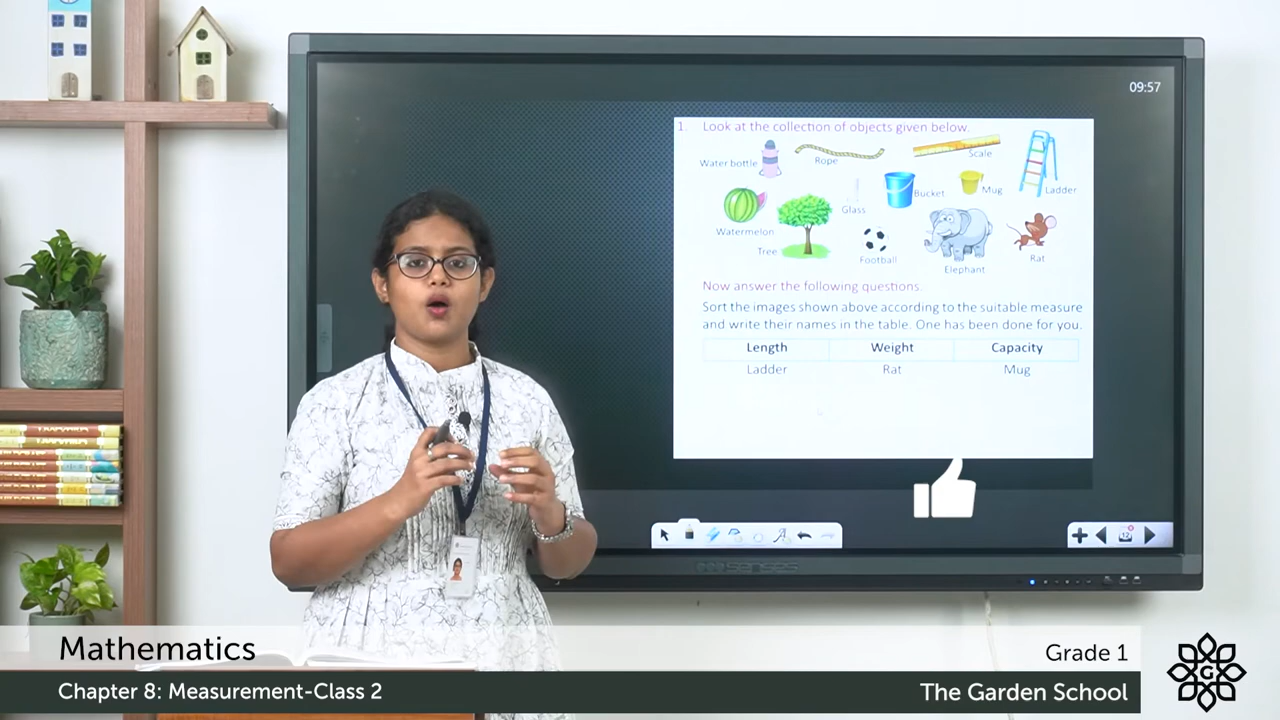 09:57
1. Look at the collection of objects given below.
Water bottle
Rope
Scale
Ladder
Bucket
Mug
Glass
Watermelon
Tree
Football
Elephant
Rat
Now answer the following questions.
Sort the images shown above according to the suitable measure
and write their names in the table. One has been done for you.
Length Weight Capacity
Ladder Rat Mug
12
Mathematics
Grade 1
Chapter 8: Measurement-Class 2
The Garden School
G